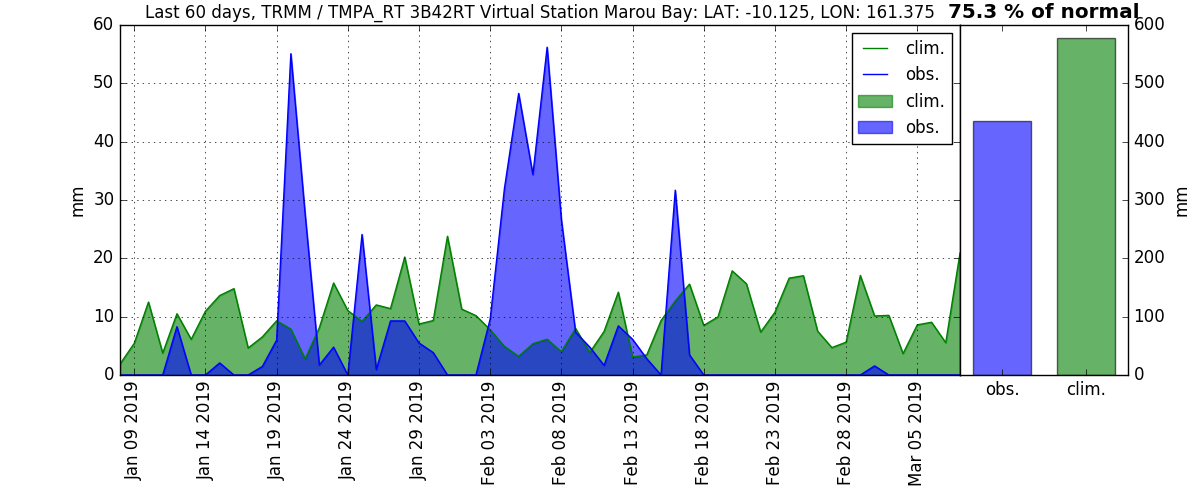 Last 60 days, TRMM / TMPA_RT 3B42RT Virtual Station Marou Bay: LAT: -10.125, LON: 161.375 75.3 % of normal
60
50
40
30
20
10
0
mm
clim.
obs.
clim.
obs.
600
500
400
300
200
100
0
mm
obs. clim.
Jan 09 2019
Jan 14 2019
Jan 19 2019
Jan 24 2019
Jan 29 2019
Feb 03 2019
Feb 08 2019
Feb 13 2019
Feb 18 2019
Feb 23 2019
Feb 28 2019
Mar 05 2019